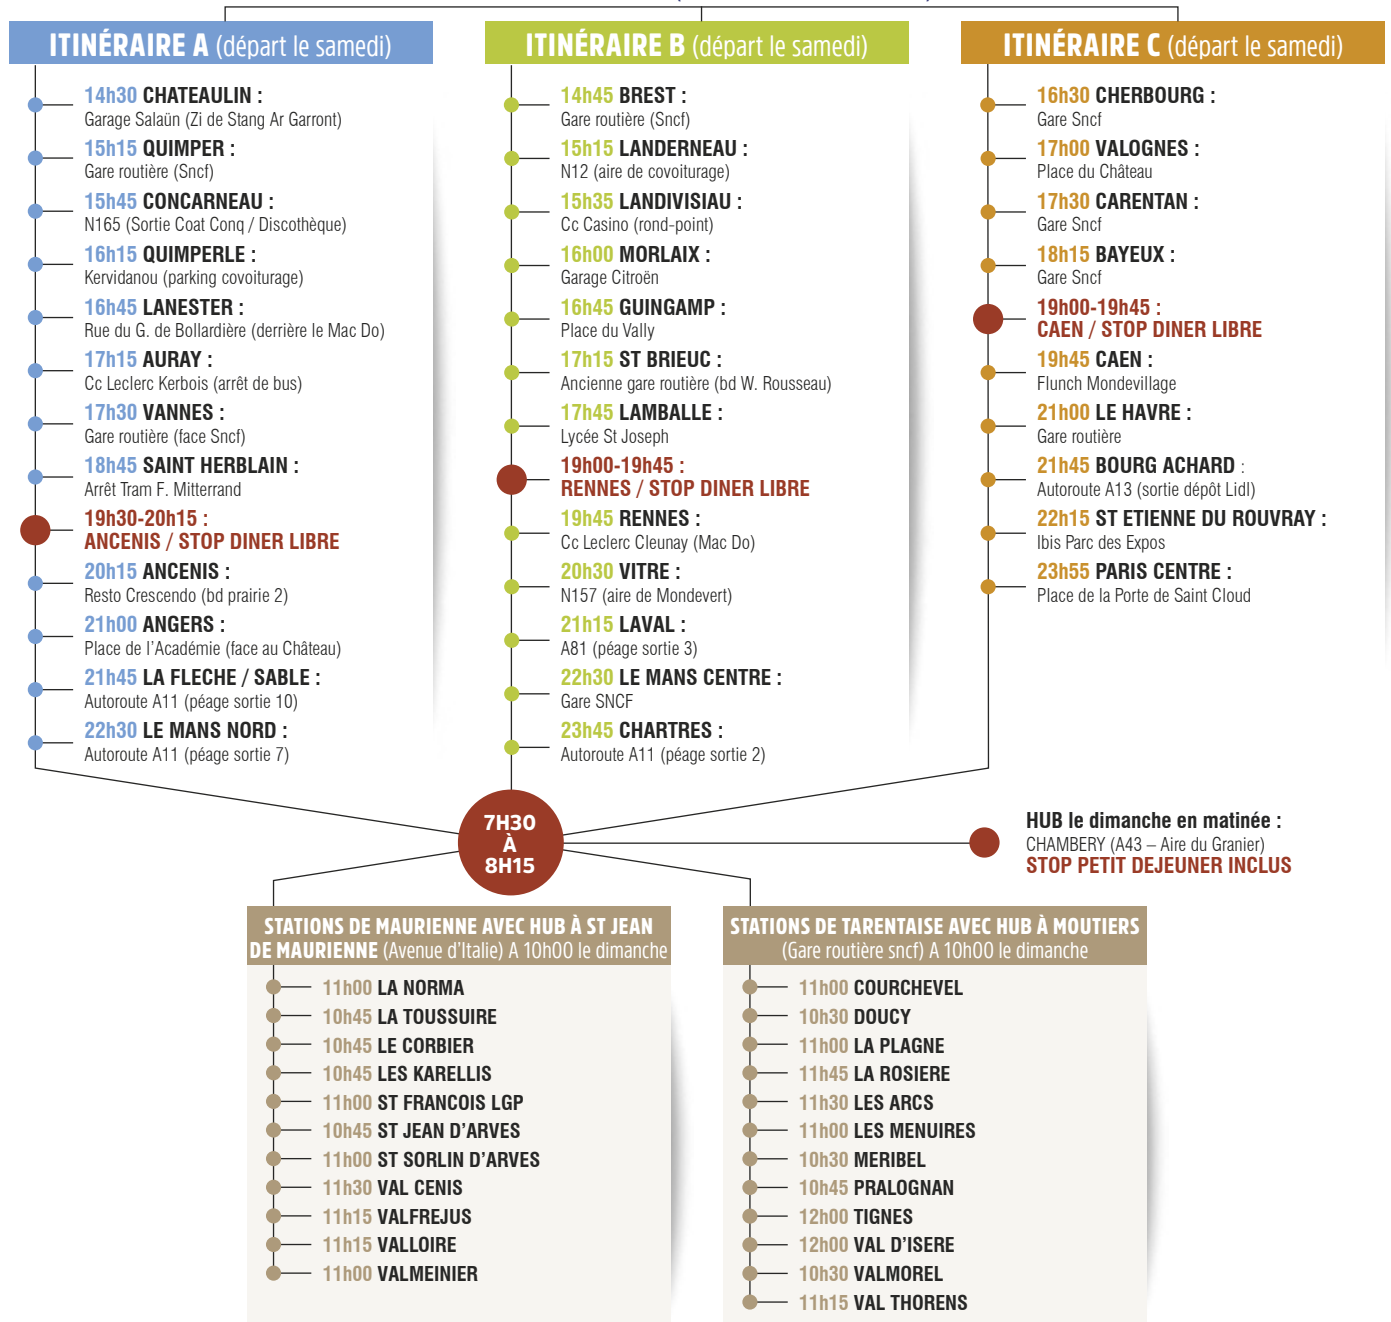 ITINÉRAIRE A (départ le samedi)
14h30 CHATEAULIN :
Garage Salaün (Zi de Stang Ar Garront)
15h15 QUIMPER :
Gare routière (Sncf)
15h45 CONCARNEAU :
N165 (Sortie Coat Conq / Discothèque)
16h15 QUIMPERLE :
Kervidanou (parking covoiturage)
16h45 LANESTER :
Rue du G. de Bollardière (derrière le Mac Do)
17h15 AURAY :
Cc Leclerc Kerbois (arrêt de bus)
17h30 VANNES :
Gare routière (face Sncf)
18h45 SAINT HERBLAIN :
Arrêt Tram F. Mitterrand
19h30-20h15 :
ANCENIS / STOP DINER LIBRE
20h15 ANCENIS :
Resto Crescendo (bd prairie 2)
21h00 ANGERS :
Place de l'Académie (face au Château)
21h45 LA FLECHE / SABLE :
Autoroute A11 (péage sortie 10)
22h30 LE MANS NORD :
Autoroute A11 (péage sortie 7)
ITINÉRAIRE B (départ le samedi)
14h45 BREST :
Gare routière (Sncf)
15h15 LANDERNEAU :
N12 (aire de covoiturage)
15h35 LANDIVISIAU :
Cc Casino (rond-point)
16h00 MORLAIX :
Garage Citroën
16h45 GUINGAMP :
Place du Vally
17h15 ST BRIEUC :
Ancienne gare routière (bd W. Rousseau)
17h45 LAMBALLE :
Lycée St Joseph
19h00-19h45 :
RENNES / STOP DINER LIBRE
19h45 RENNES :
Cc Leclerc Cleunay (Mac Do)
20h30 VITRE :
N157 (aire de Mondevert)
21h15 LAVAL :
A81 (péage sortie 3)
22h30 LE MANS CENTRE :
Gare SNCF
23h45 CHARTRES :
Autoroute A11 (péage sortie 2)
ITINÉRAIRE C (départ le samedi)
16h30 CHERBOURG :
Gare Sncf
17h00 VALOGNES :
Place du Château
17h30 CARENTAN :
Gare Sncf
18h15 BAYEUX :
Gare Sncf
19h00-19h45 :
CAEN / STOP DINER LIBRE
19h45 CAEN :
Flunch Mondevillage
21h00 LE HAVRE :
Gare routière
21h45 BOURG ACHARD :
Autoroute A13 (sortie dépôt Lidl)
22h15 ST ETIENNE DU ROUVRAY :
Ibis Parc des Expos
23h55 PARIS CENTRE :
Place de la Porte de Saint Cloud
7H30
À
8H15
HUB le dimanche en matinée :
CHAMBERY (A43 – Aire du Granier)
STOP PETIT DEJEUNER INCLUS
STATIONS DE MAURIENNE AVEC HUB À ST JEAN
DE MAURIENNE (Avenue d'Italie) A 10h00 le dimanche
11h00 LA NORMA
10h45 LA TOUSSUIRE
10h45 LE CORBIER
10h45 LES KARELLIS
11h00 ST FRANCOIS LGP
10h45 ST JEAN D'ARVES
11h00 ST SORLIN D'ARVES
11h30 VAL CENIS
11h15 VALFREJUS
11h15 VALLOIRE
11h00 VALMEINIER
STATIONS DE TARENTAISE AVEC HUB À MOUTIERS
(Gare routière sncf) A 10h00 le dimanche
11h00 COURCHEVEL
10h30 DOUCY
11h00 LA PLAGNE
11h45 LA ROSIERE
11h30 LES ARCS
11h00 LES MENUIRES
10h30 MERIBEL
10h45 PRALOGNAN
12h00 TIGNES
12h00 VAL D'ISERE
10h30 VALMOREL
11h15 VAL THORENS